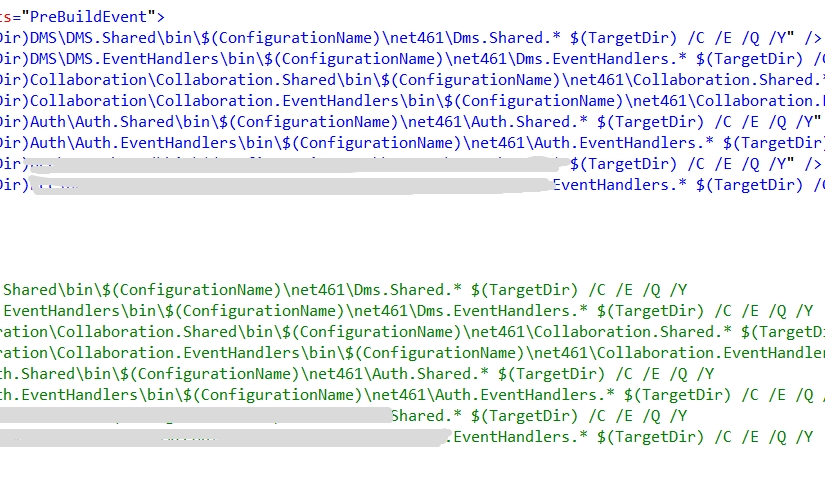 ts="PreBuildEvent">
Dir)DMS\DMS.Shared\bin\$(ConfigurationName)\net461\Dms.Shared.* $(TargetDir) /C /E /Q /Y" />
Dir)DMS\DMS.EventHandlers\bin\$(ConfigurationName)\net461\Dms.EventHandlers.* $(TargetDir) /C
Dir)Collaboration\Collaboration.Shared\bin\$(ConfigurationName)\net461\Collaboration.Shared.*
Dir)Collaboration\Collaboration.EventHandlers\bin\$(ConfigurationName)\net461\Collaboration.
Dir)Auth\Auth.Shared\bin\$(ConfigurationName)\net461\Auth.Shared.* $(TargetDir) /C /E /Q /Y"
Dir)Auth\Auth.EventHandlers\bin\$(ConfigurationName)\net461\Auth.EventHandlers.* $(TargetDir)
Dir) $(TargetDir) /C /E /Q /Y" />
Dir) EventHandlers.* $(TargetDir) /C
Shared\bin\$(ConfigurationName)\net461\Dms.Shared.* $(TargetDir) /C /E /Q /Y
EventHandlers\bin\$(ConfigurationName)\net461\Dms.EventHandlers.* $(TargetDir) /C /E /Q /Y
ration\Collaboration.Shared\bin\$(ConfigurationName)\net461\Collaboration.Shared.* $(TargetDi
ration\Collaboration.EventHandlers\bin\$(ConfigurationName)\net461\Collaboration.EventHandler
th.Shared\bin\$(ConfigurationName)\net461\Auth.Shared.* $(TargetDir) /C /E /Q /Y
th.EventHandlers\bin\$(ConfigurationName)\net461\Auth.EventHandlers.* $(TargetDir) /C /E /Q /
Shared.* $(TargetDir) /C /E /Q /Y
.EventHandlers.* $(TargetDir) /C /E /Q /Y